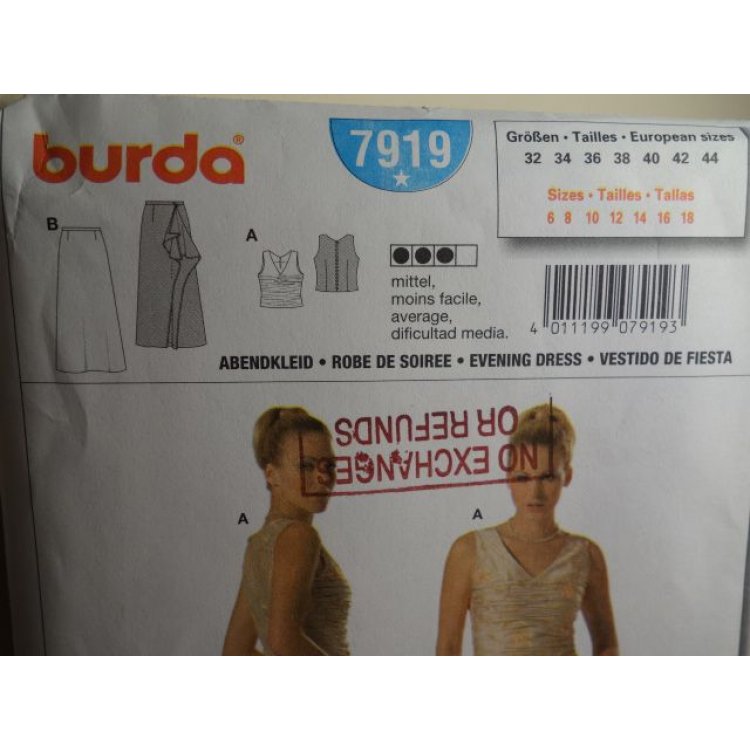 burda®
7919
Größen • Tailles • European sizes
32 34 36 38 40 42 44
Sizes • Tailles • Tallas
6 8 10 12 14 16 18
B
A
mittel,
moins facile,
average,
dificultad media.
4 011199 079193
ABENDKLEID • ROBE DE SOIREE • EVENING DRESS • VESTIDO DE FIESTA
NO EXCHANGES
OR REFUNDS
A
A